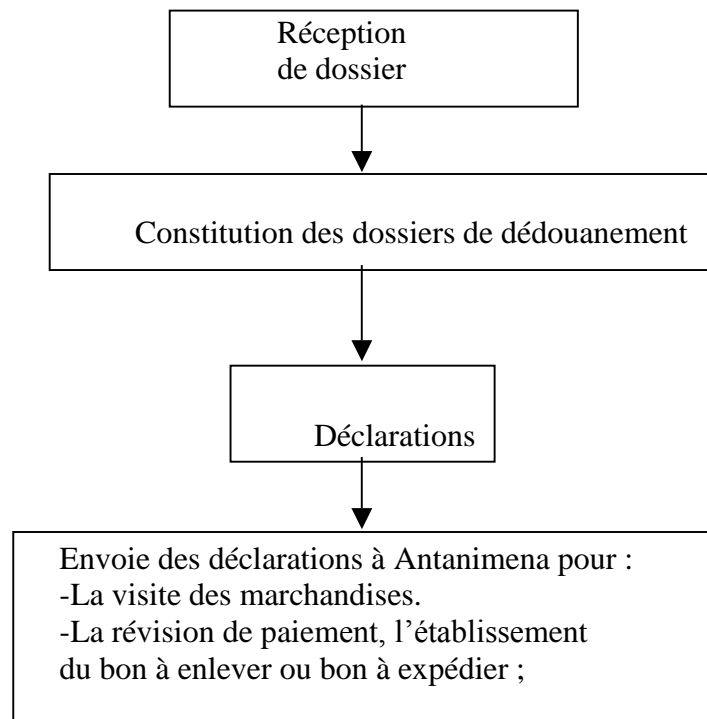 Réception
de dossier
Constitution des dossiers de dédouanement
Déclarations
Envoie des déclarations à Antanimena pour :
-La visite des marchandises.
-La révision de paiement, l’établissement
du bon à enlever ou bon à expédier ;